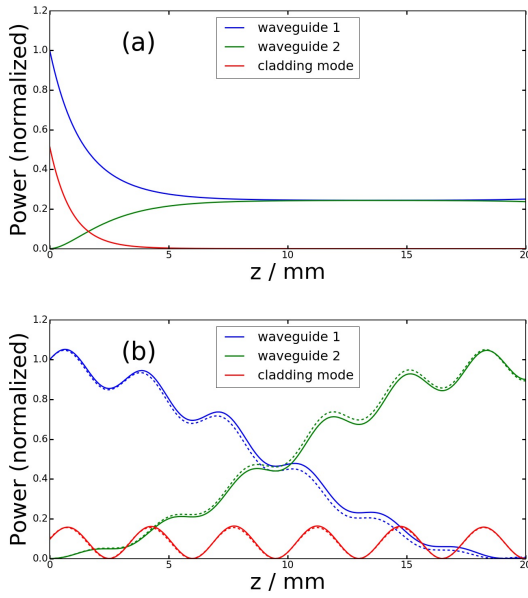 1.2
1.0
0.8
0.6
0.4
0.2
0.0
Power (normalized)
(a)
waveguide 1
waveguide 2
cladding mode
0 5 10 15 20
z / mm
1.2
1.0
0.8
0.6
0.4
0.2
0.0
Power (normalized)
(b)
waveguide 1
waveguide 2
cladding mode
0 5 10 15 20
z / mm